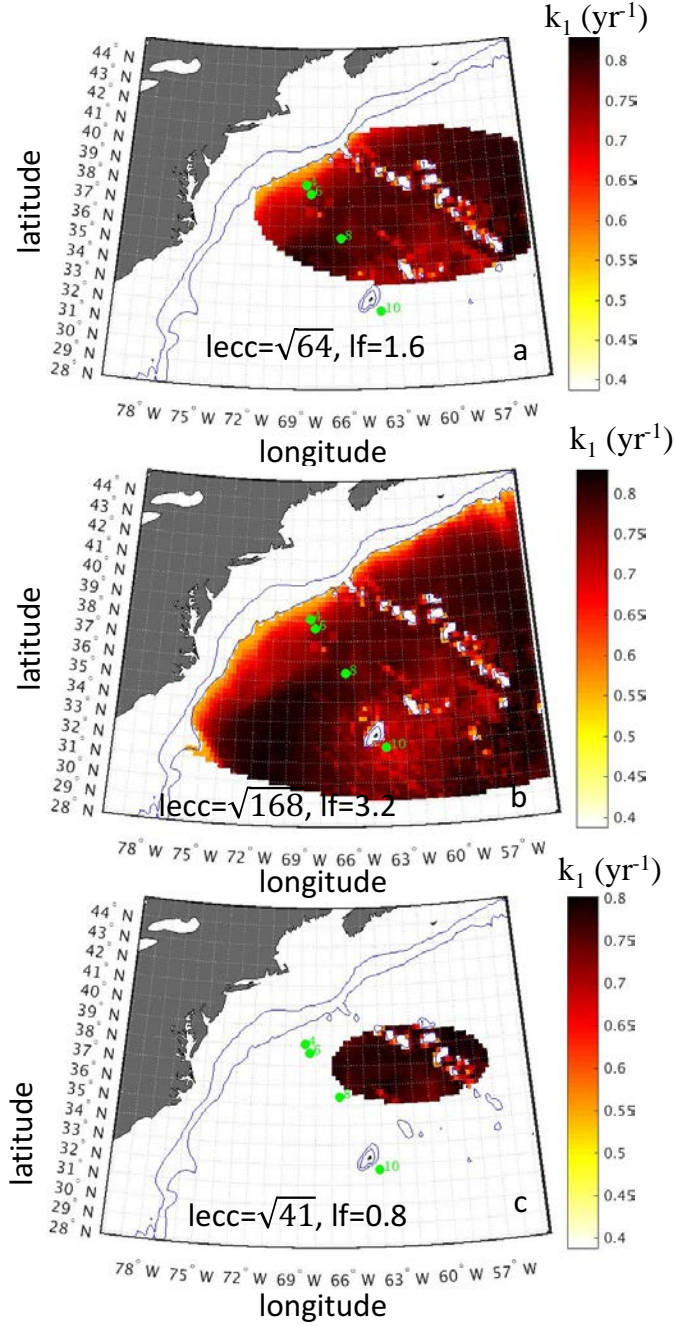 k₁ (yr⁻¹)
44° N
43° N
42° N
41° N
40° N
39° N
38° N
37° N
36° N
35° N
34° N
33° N
32° N
31° N
30° N
29° N
28° N
latitude
6
8
10
lecc=√64, lf=1.6
a
0.8
0.75
0.7
0.65
0.6
0.55
0.5
0.45
0.4
78° W 75° W 72° W 69° W 66° W 63° W 60° W 57° W
longitude
k₁ (yr⁻¹)
44° N
43° N
42° N
41° N
40° N
39° N
38° N
37° N
36° N
35° N
34° N
33° N
32° N
31° N
30° N
29° N
28° N
latitude
8
10
lecc=√168, lf=3.2
b
0.8
0.75
0.7
0.65
0.6
0.55
0.5
0.45
0.4
78° W 75° W 72° W 69° W 66° W 63° W 60° W 57° W
longitude
k₁ (yr⁻¹)
44° N
43° N
42° N
41° N
40° N
39° N
38° N
37° N
36° N
35° N
34° N
33° N
32° N
31° N
30° N
29° N
28° N
latitude
4
6
8
10
lecc=√41, lf=0.8
c
0.8
0.75
0.7
0.65
0.6
0.55
0.5
0.45
0.4
78° W 75° W 72° W 69° W 66° W 63° W 60° W 57° W
longitude